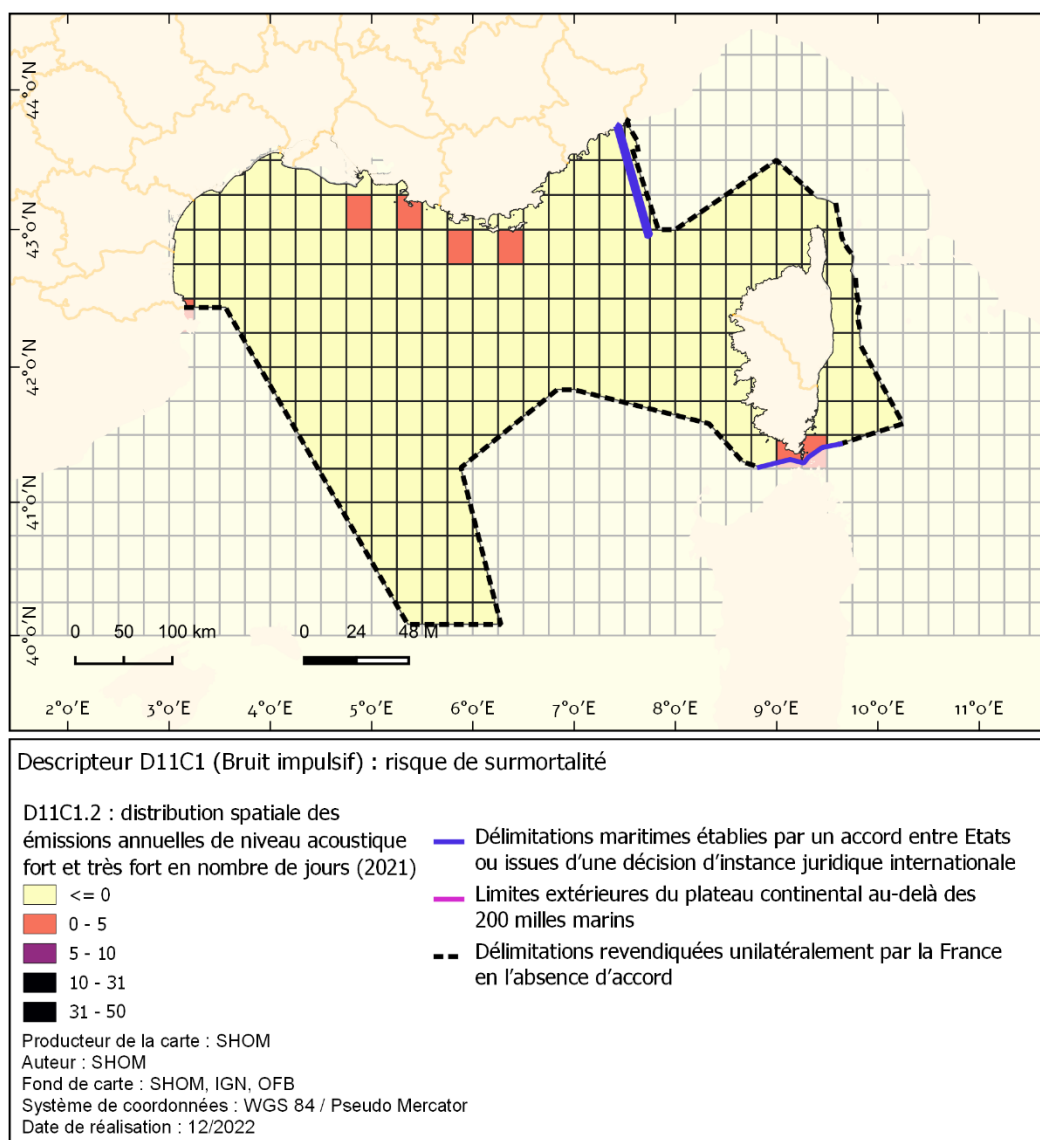 44°0'N
43°0'N
42°0'N
41°0'N
40°0'N
0 50 100 km
0 24 48 M
2°0'E 3°0'E 4°0'E 5°0'E 6°0'E 7°0'E 8°0'E 9°0'E 10°0'E 11°0'E
Descripteur D11C1 (Bruit impulsif) : risque de surmortalité
D11C1.2 : distribution spatiale des
émissions annuelles de niveau acoustique
fort et très fort en nombre de jours (2021)
<= 0
0 - 5
5 - 10
10 - 31
31 - 50
Délimitations maritimes établies par un accord entre Etats
ou issues d'une décision d'instance juridique internationale
Limites extérieures du plateau continental au-delà des
200 milles marins
Délimitations revendiquées unilatéralement par la France
en l'absence d'accord
Producteur de la carte : SHOM
Auteur : SHOM
Fond de carte : SHOM, IGN, OFB
Système de coordonnées : WGS 84 / Pseudo Mercator
Date de réalisation : 12/2022